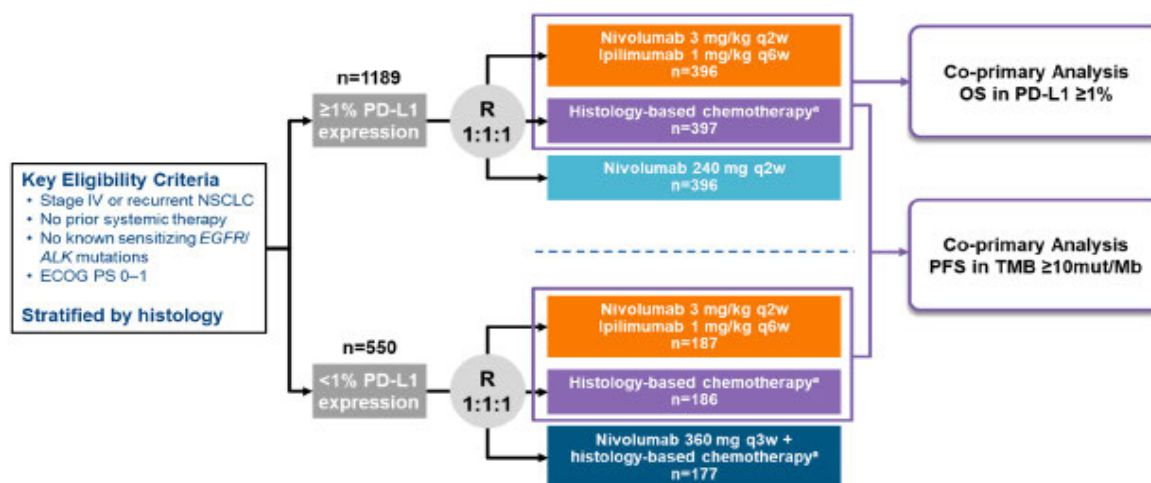 Key Eligibility Criteria
• Stage IV or recurrent NSCLC
• No prior systemic therapy
• No known sensitizing EGFR/
ALK mutations
• ECOG PS 0–1
Stratified by histology
n=1189
≥1% PD-L1
expression
R
1:1:1
Nivolumab 3 mg/kg q2w
Ipilimumab 1 mg/kg q6w
n=396
Histology-based chemotherapyª
n=397
Nivolumab 240 mg q2w
n=396
n=550
<1% PD-L1
expression
R
1:1:1
Nivolumab 3 mg/kg q2w
Ipilimumab 1 mg/kg q6w
n=187
Histology-based chemotherapyª
n=186
Nivolumab 360 mg q3w +
histology-based chemotherapyª
n=177
Co-primary Analysis
OS in PD-L1 ≥1%
Co-primary Analysis
PFS in TMB ≥10mut/Mb